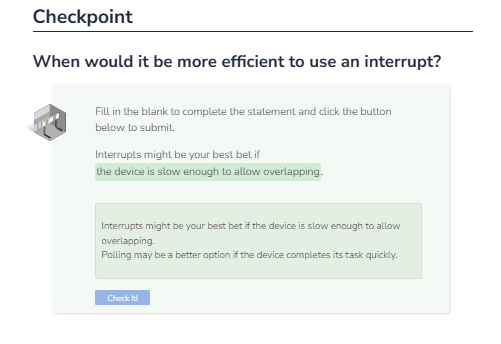 Checkpoint
When would it be more efficient to use an interrupt?
Fill in the blank to complete the statement and click the button
below to submit.
Interrupts might be your best bet if
the device is slow enough to allow overlapping.
Interrupts might be your best bet if the device is slow enough to allow
overlapping.
Polling may be a better option if the device completes its task quickly.
Check It!